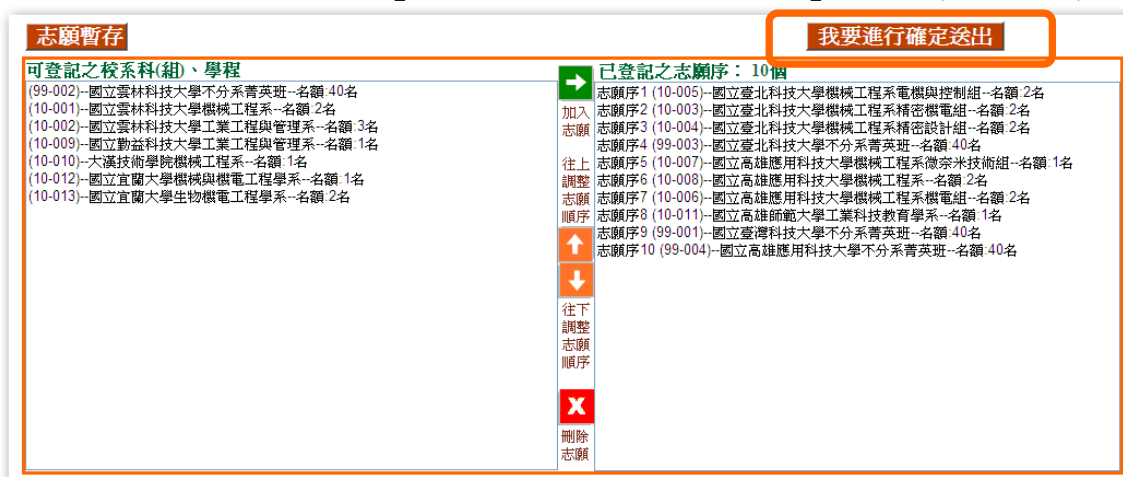 志願暫存
我要進行確定送出
可登記之校系科(組)、學程
(99-002)--國立雲林科技大學不分系菁英班--名額:40名
(10-001)--國立雲林科技大學機械工程系--名額:2名
(10-002)--國立雲林科技大學工業工程與管理系--名額:3名
(10-009)--國立勤益科技大學工業工程與管理系--名額:1名
(10-010)--大漢技術學院機械工程系--名額:1名
(10-012)--國立宜蘭大學機械與機電工程學系--名額:1名
(10-013)--國立宜蘭大學生物機電工程學系--名額:2名
加入
志願
往上
調整
志願
順序
往下
調整
志願
順序
X
刪除
志願
已登記之志願序：10個
志願序1 (10-005)--國立臺北科技大學機械工程系電機與控制組--名額:2名
志願序2 (10-003)--國立臺北科技大學機械工程系精密機電組--名額:2名
志願序3 (10-004)--國立臺北科技大學機械工程系精密設計組--名額:2名
志願序4 (99-003)--國立臺北科技大學不分系菁英班--名額:40名
志願序5 (10-007)--國立高雄應用科技大學機械工程系微奈米技術組--名額:1名
志願序6 (10-008)--國立高雄應用科技大學機械工程系--名額:2名
志願序7 (10-006)--國立高雄應用科技大學機械工程系機電組--名額:2名
志願序8 (10-011)--國立高雄師範大學工業科技教育學系--名額:1名
志願序9 (99-001)--國立臺灣科技大學不分系菁英班--名額:40名
志願序10 (99-004)--國立高雄應用科技大學不分系菁英班--名額:40名